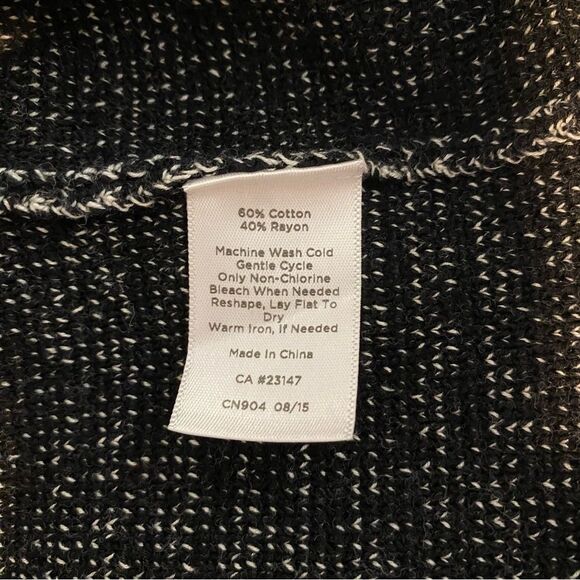 60% Cotton
40% Rayon
Machine Wash Cold
Gentle Cycle
Only Non-Chlorine
Bleach When Needed
Reshape, Lay Flat To
Dry
Warm Iron, If Needed
Made In China
CA #23147
CN904 08/15